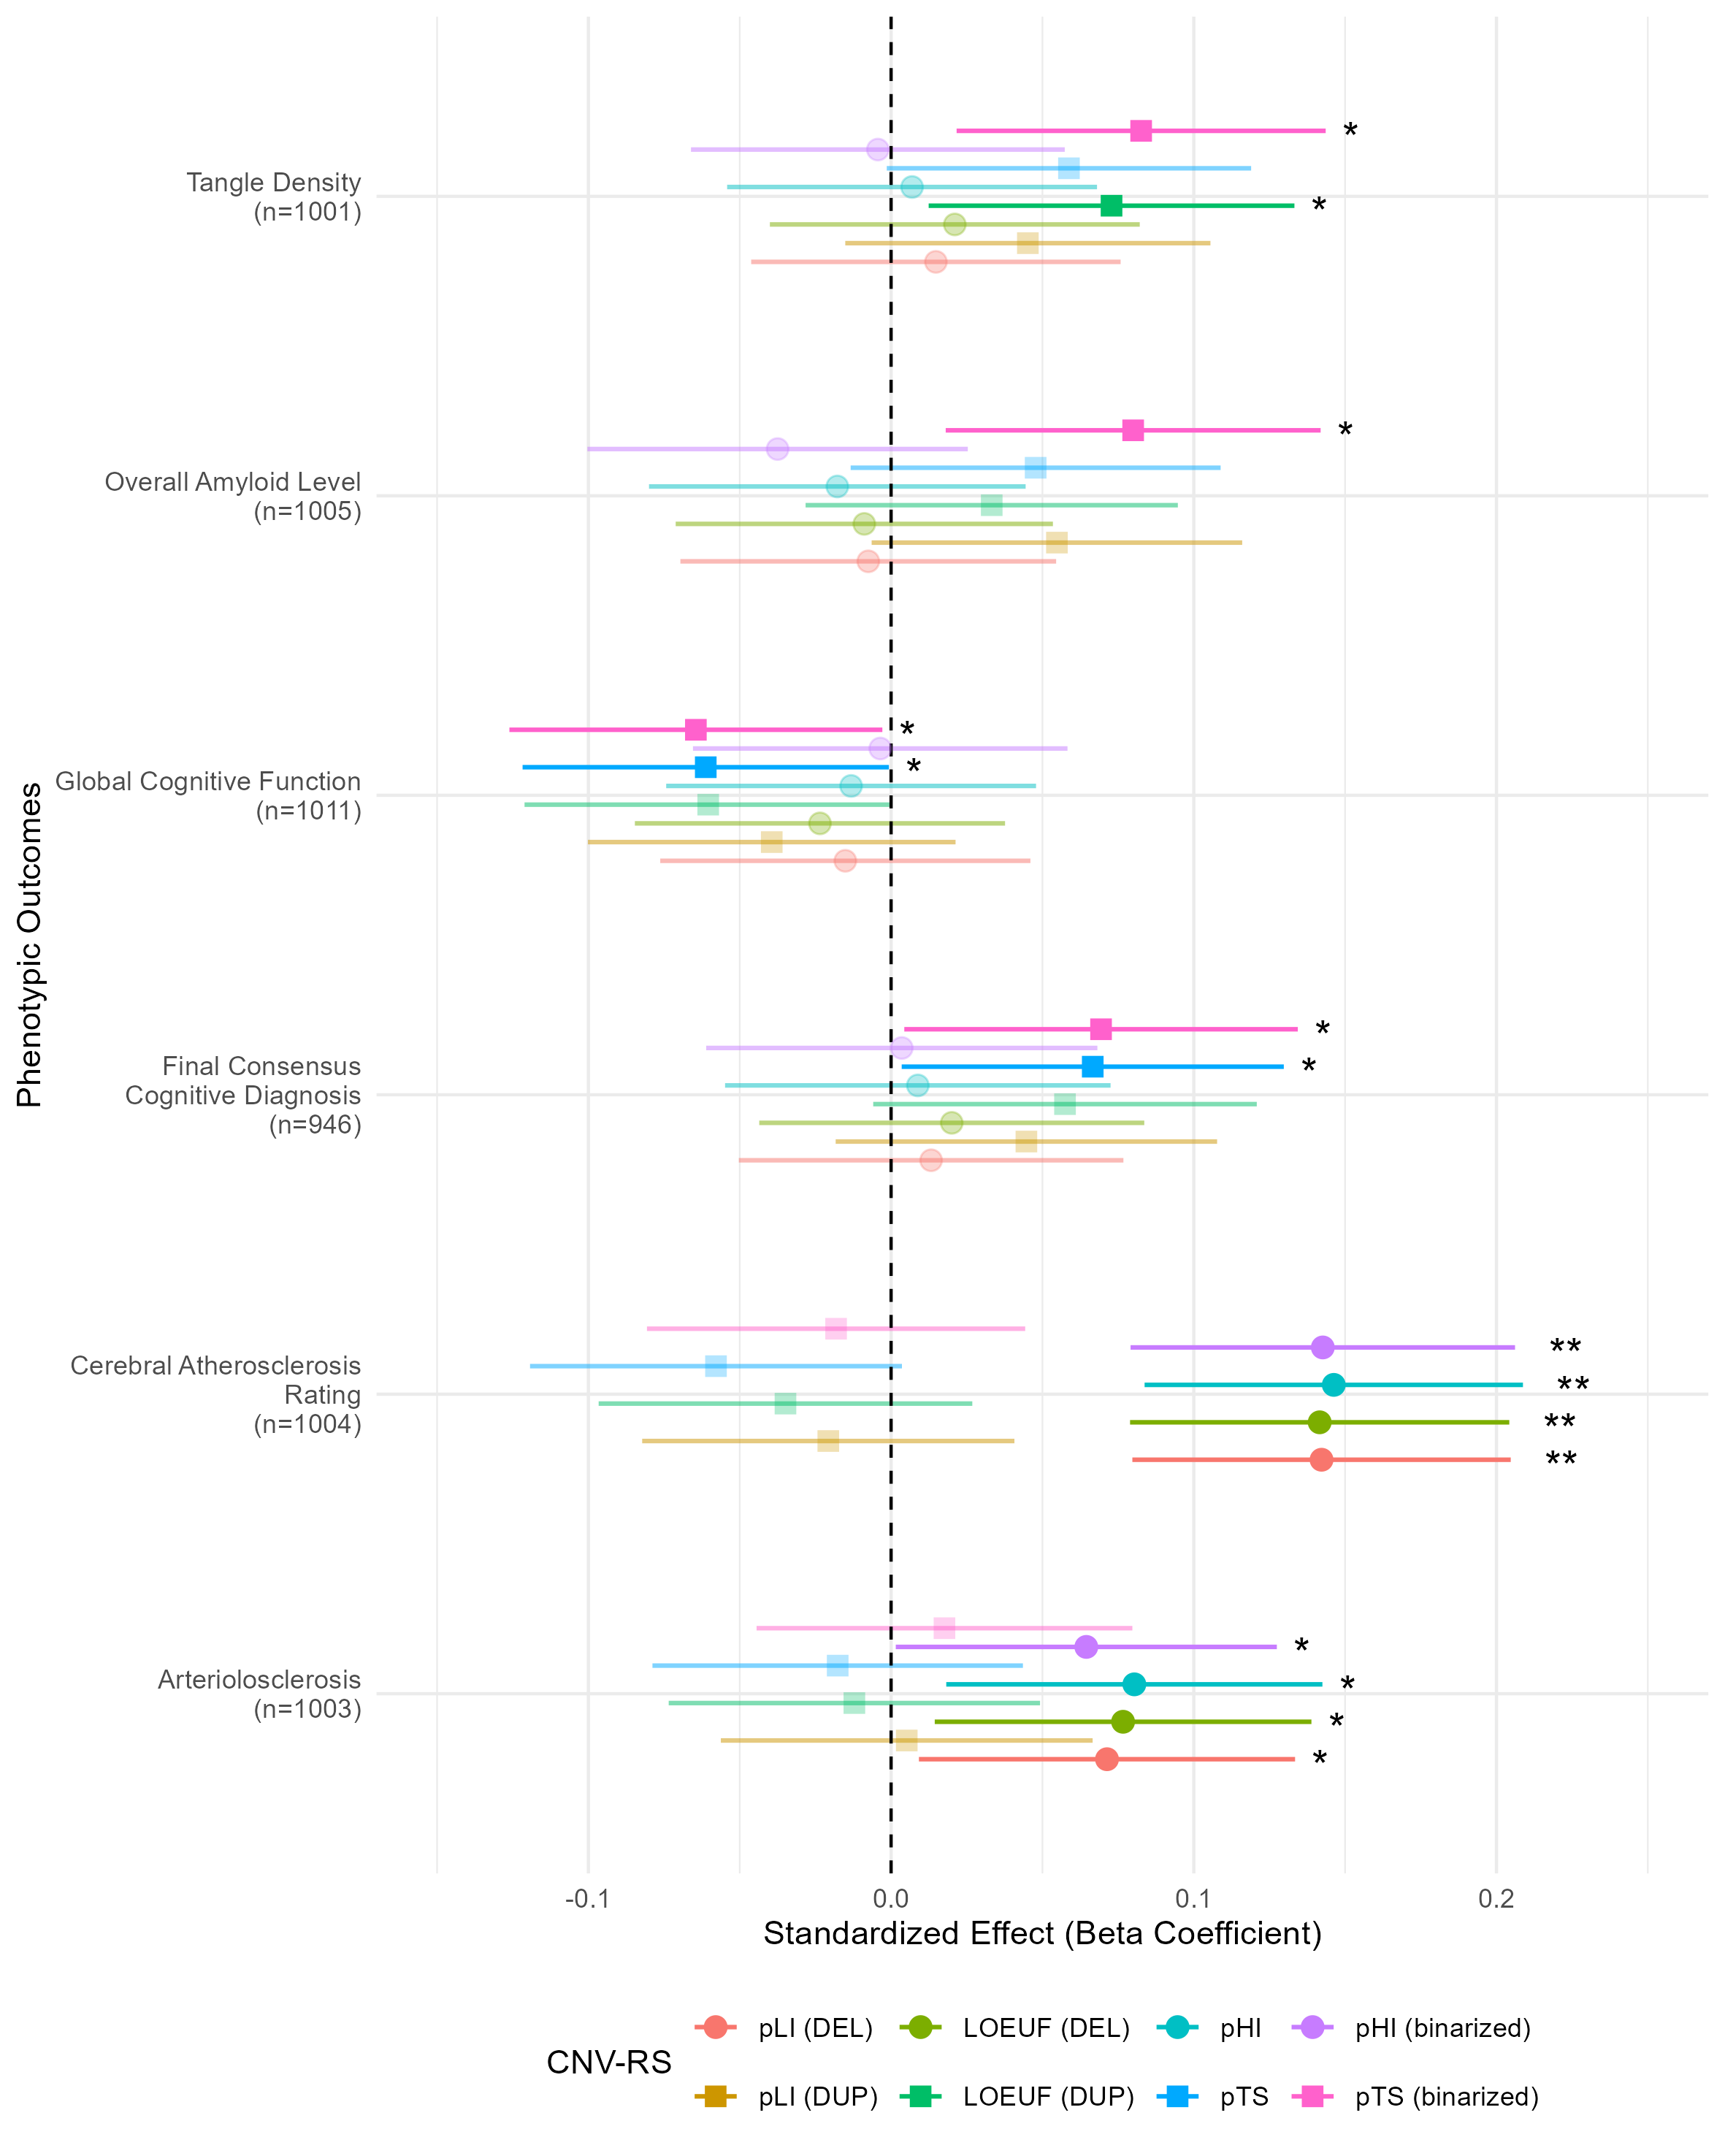 *
Tangle Density
(n=1001)
*
*
Overall Amyloid Level
(n=1005)
*
Global Cognitive Function
(n=1011)
*
*
Final Consensus
Cognitive Diagnosis
(n=946)
*
**
Cerebral Atherosclerosis
Rating
(n=1004)
**
**
**
*
Arteriolosclerosis
(n=1003)
*
*
*
Phenotypic Outcomes
-0.1 0.0 0.1 0.2
Standardized Effect (Beta Coefficient)
CNV-RS
pLI (DEL) LOEUF (DEL) pHI pHI (binarized)
pLI (DUP) LOEUF (DUP) pTS pTS (binarized)